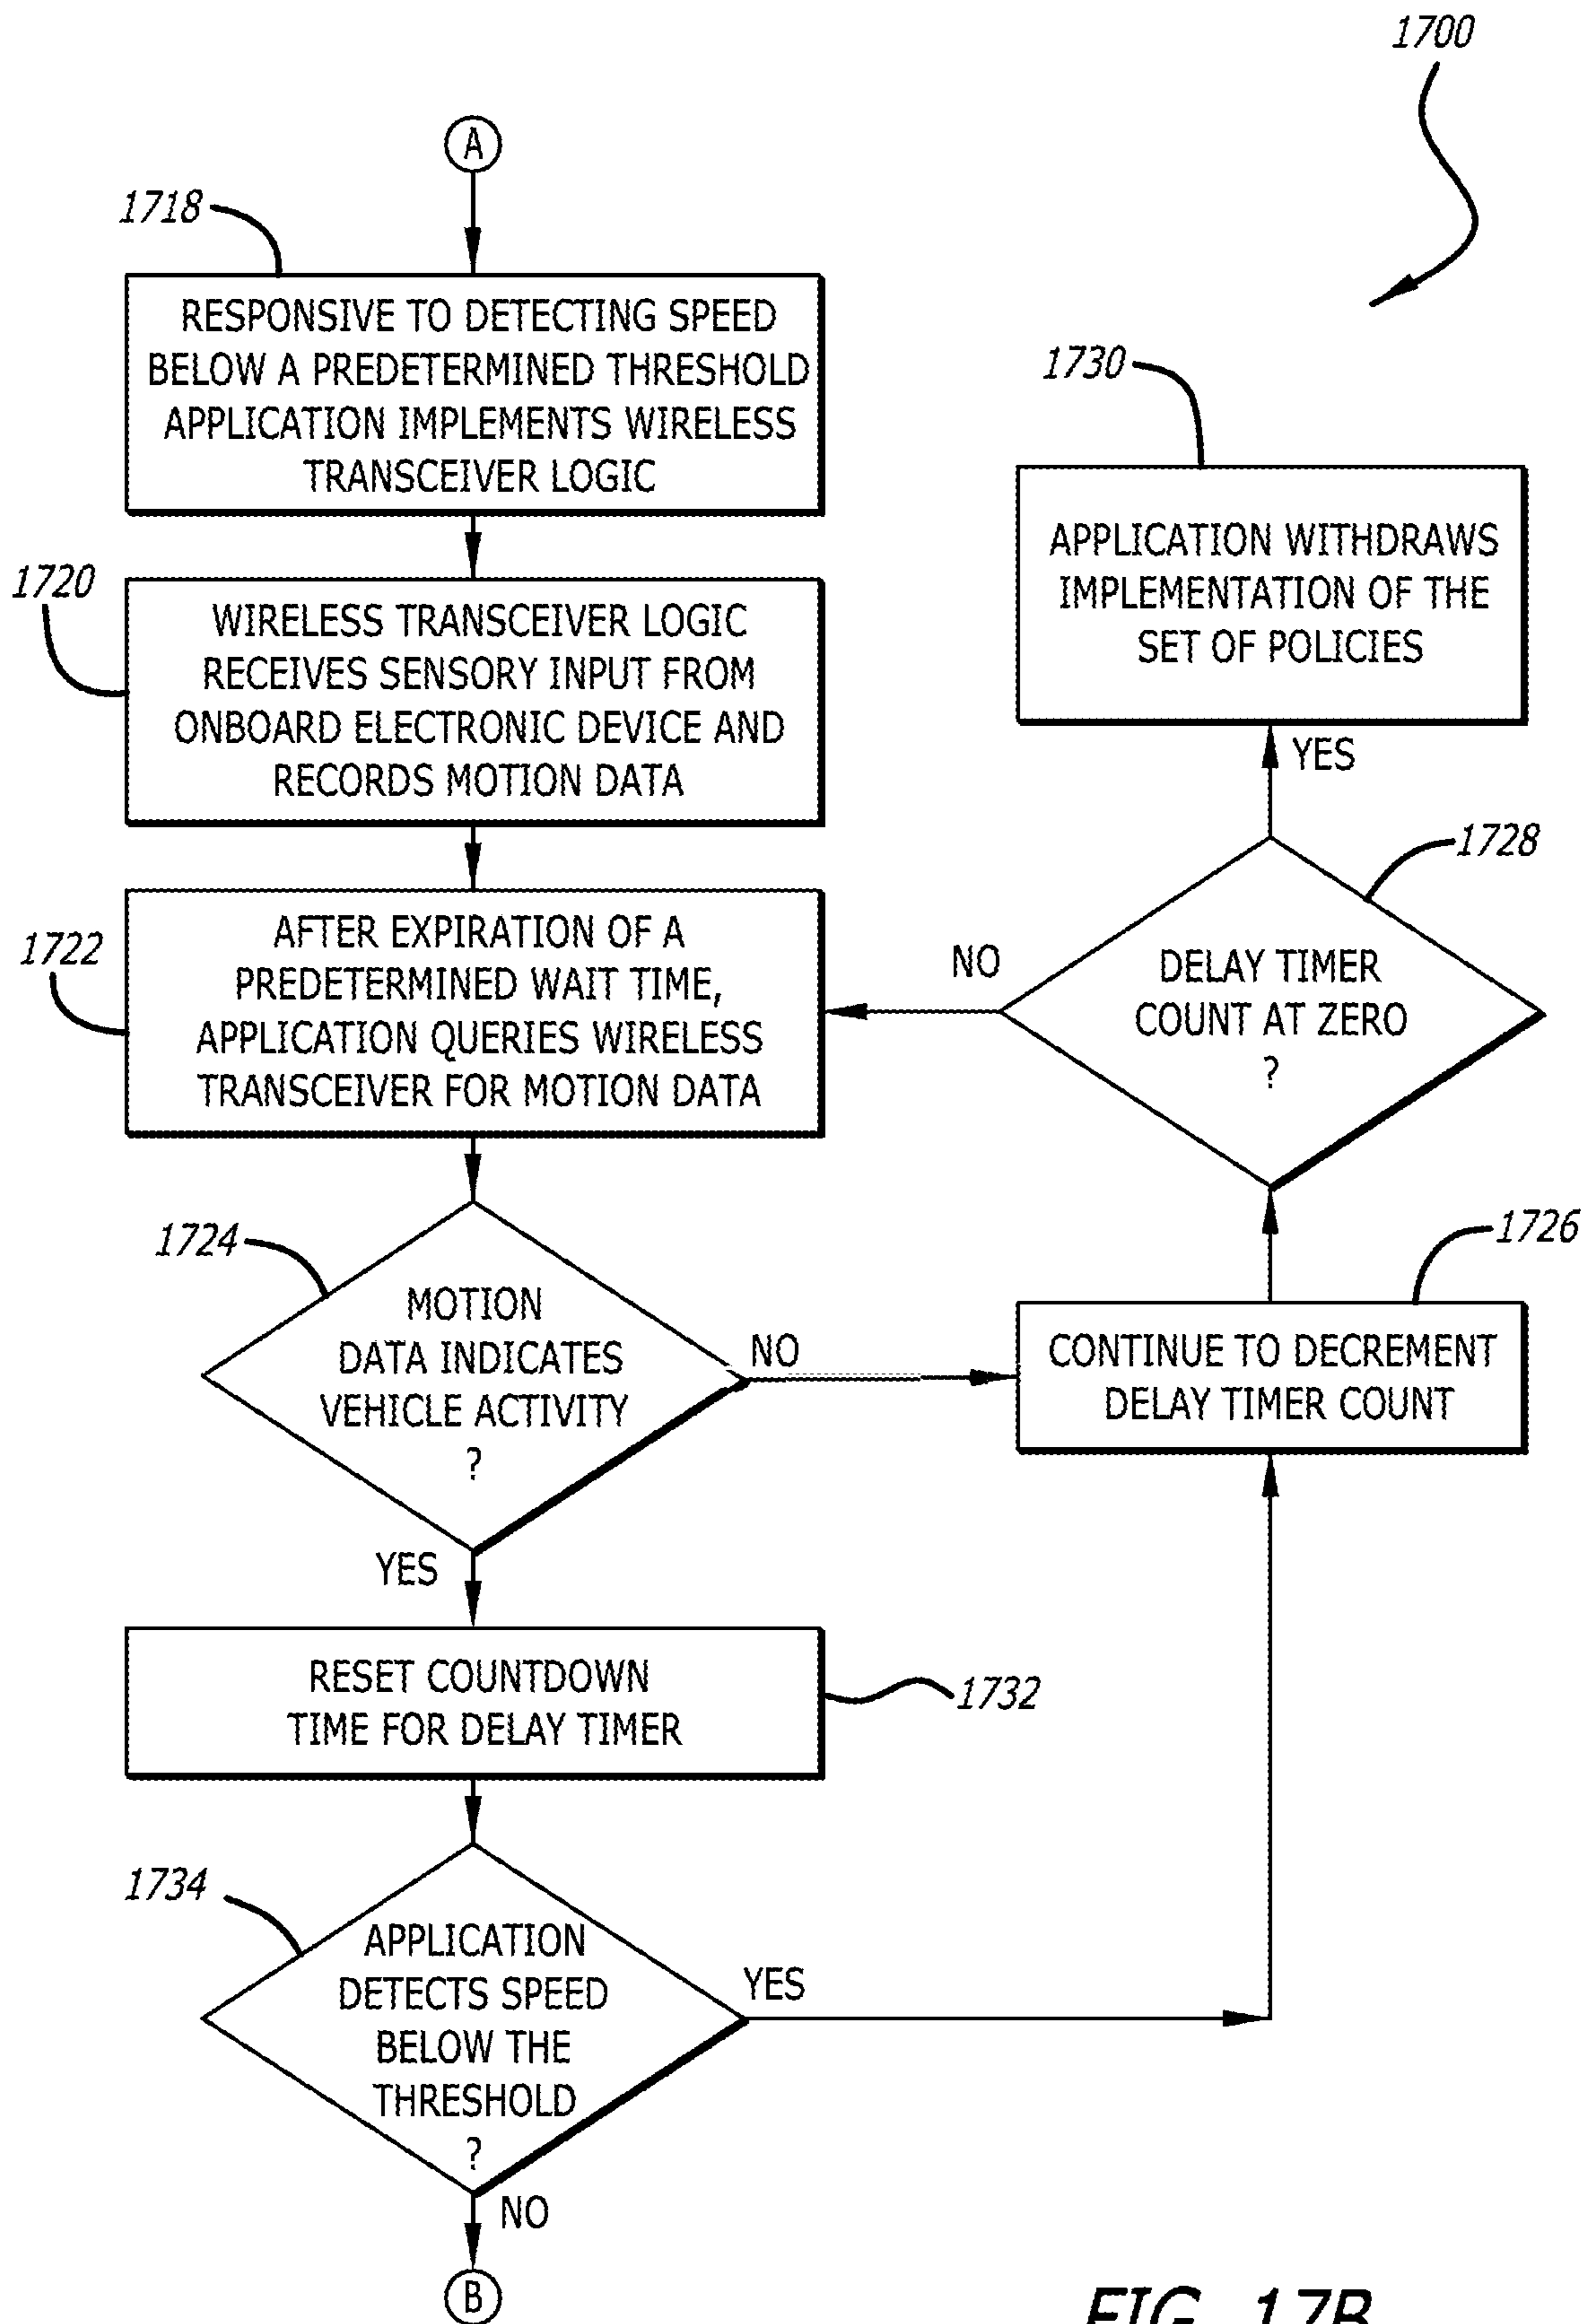 1700
A
1718
RESPONSIVE TO DETECTING SPEED
BELOW A PREDETERMINED THRESHOLD
APPLICATION IMPLEMENTS WIRELESS
TRANSCEIVER LOGIC
1720
WIRELESS TRANSCEIVER LOGIC
RECEIVES SENSORY INPUT FROM
ONBOARD ELECTRONIC DEVICE AND
RECORDS MOTION DATA
1722
AFTER EXPIRATION OF A
PREDETERMINED WAIT TIME,
APPLICATION QUERIES WIRELESS
TRANSCEIVER FOR MOTION DATA
1724
MOTION
DATA INDICATES
VEHICLE ACTIVITY
?
NO
YES
1726
CONTINUE TO DECREMENT
DELAY TIMER COUNT
1728
DELAY TIMER
COUNT AT ZERO
?
NO
YES
1730
APPLICATION WITHDRAWS
IMPLEMENTATION OF THE
SET OF POLICIES
RESET COUNTDOWN
TIME FOR DELAY TIMER
1732
1734
APPLICATION
DETECTS SPEED
BELOW THE
THRESHOLD
?
YES
NO
B
FIG. 17B